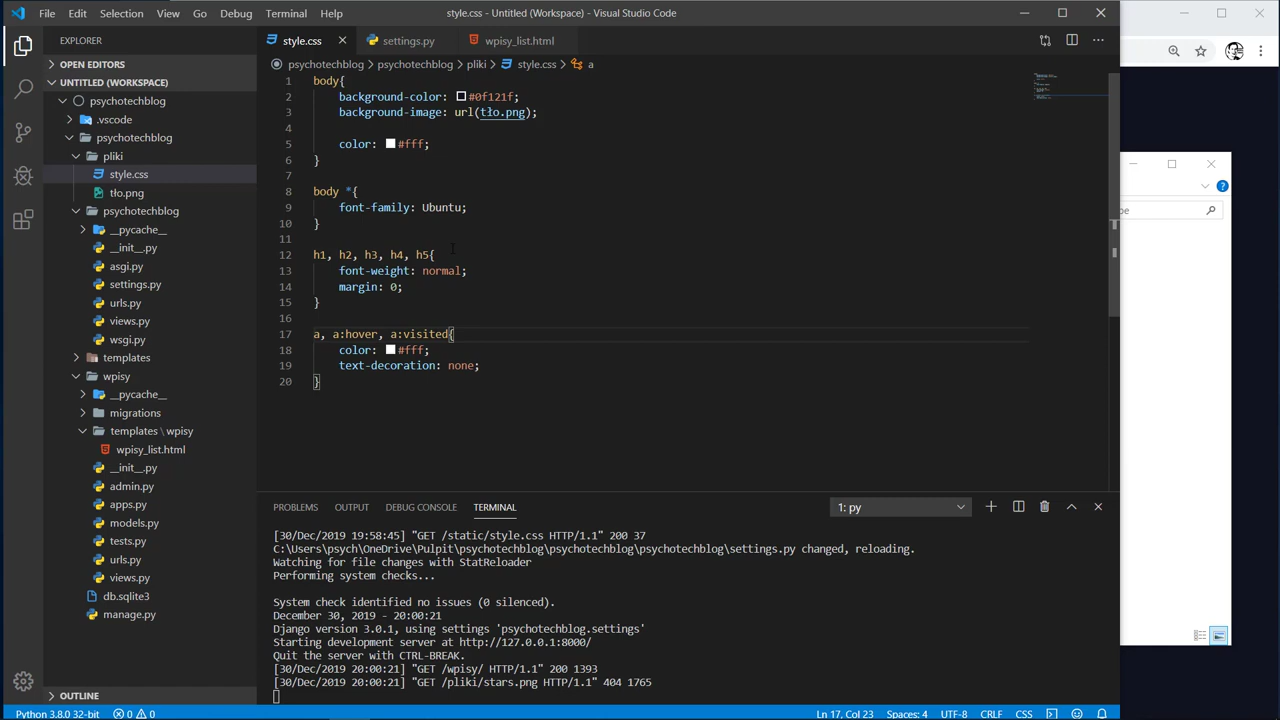 File Edit Selection View Go Debug Terminal Help style.css - Untitled (Workspace) - Visual Studio Code
EXPLORER
OPEN EDITORS
UNTITLED (WORKSPACE)
psychotechblog
.vscode
psychotechblog
pliki
style.css
tło.png
psychotechblog
__pycache__
__init__.py
asgi.py
settings.py
urls.py
views.py
wsgi.py
templates
wpisy
__pycache__
migrations
templates \ wpisy
wpisy_list.html
__init__.py
admin.py
apps.py
models.py
tests.py
urls.py
views.py
db.sqlite3
manage.py
OUTLINE
style.css settings.py wpisy_list.html
psychotechblog > psychotechblog > pliki > style.css > a
1 body{
2 background-color: #0f121f;
3 background-image: url(tło.png);
4
5 color: #fff;
6 }
7
8 body *{
9 font-family: Ubuntu;
10 }
11
12 h1, h2, h3, h4, h5{
13 font-weight: normal;
14 margin: 0;
15 }
16
17 a, a:hover, a:visited{
18 color: #fff;
19 text-decoration: none;
20 }
PROBLEMS OUTPUT DEBUG CONSOLE TERMINAL 1: py
[30/Dec/2019 19:58:45] "GET /static/style.css HTTP/1.1" 200 37
C:\Users\psych\OneDrive\Pulpit\psychotechblog\psychotechblog\settings.py changed, reloading.
Watching for file changes with StatReloader
Performing system checks...
System check identified no issues (0 silenced).
December 30, 2019 - 20:00:21
Django version 3.0.1, using settings 'psychotechblog.settings'
Starting development server at http://127.0.0.1:8000/
Quit the server with CTRL-BREAK.
[30/Dec/2019 20:00:21] "GET /wpisy/ HTTP/1.1" 200 1393
[30/Dec/2019 20:00:21] "GET /pliki/stars.png HTTP/1.1" 404 1765
Python 3.8.0 32-bit 0 0 Ln 17, Col 23 Spaces: 4 UTF-8 CRLF CSS